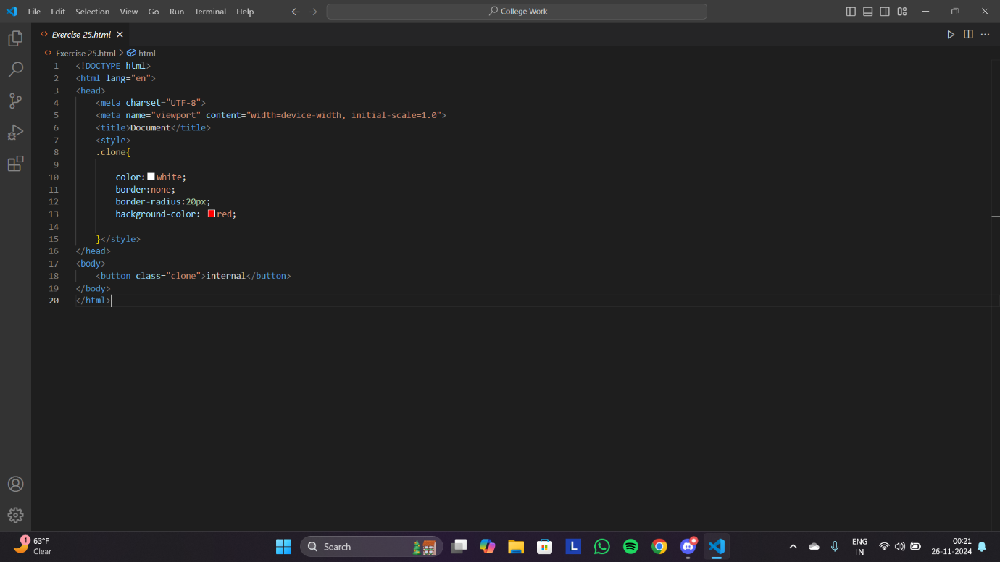 File Edit Selection View Go Run Terminal Help College Work
Exercise 25.html
Exercise 25.html > html
1 <!DOCTYPE html>
2 <html lang="en">
3 <head>
4 <meta charset="UTF-8">
5 <meta name="viewport" content="width=device-width, initial-scale=1.0">
6 <title>Document</title>
7 <style>
8 .clone{
9
10 color:white;
11 border:none;
12 border-radius:20px;
13 background-color: red;
14
15 }</style>
16 </head>
17 <body>
18 <button class="clone">internal</button>
19 </body>
20 </html>
1 63°F
Clear
Search
L
ENG
IN
00:21
26-11-2024